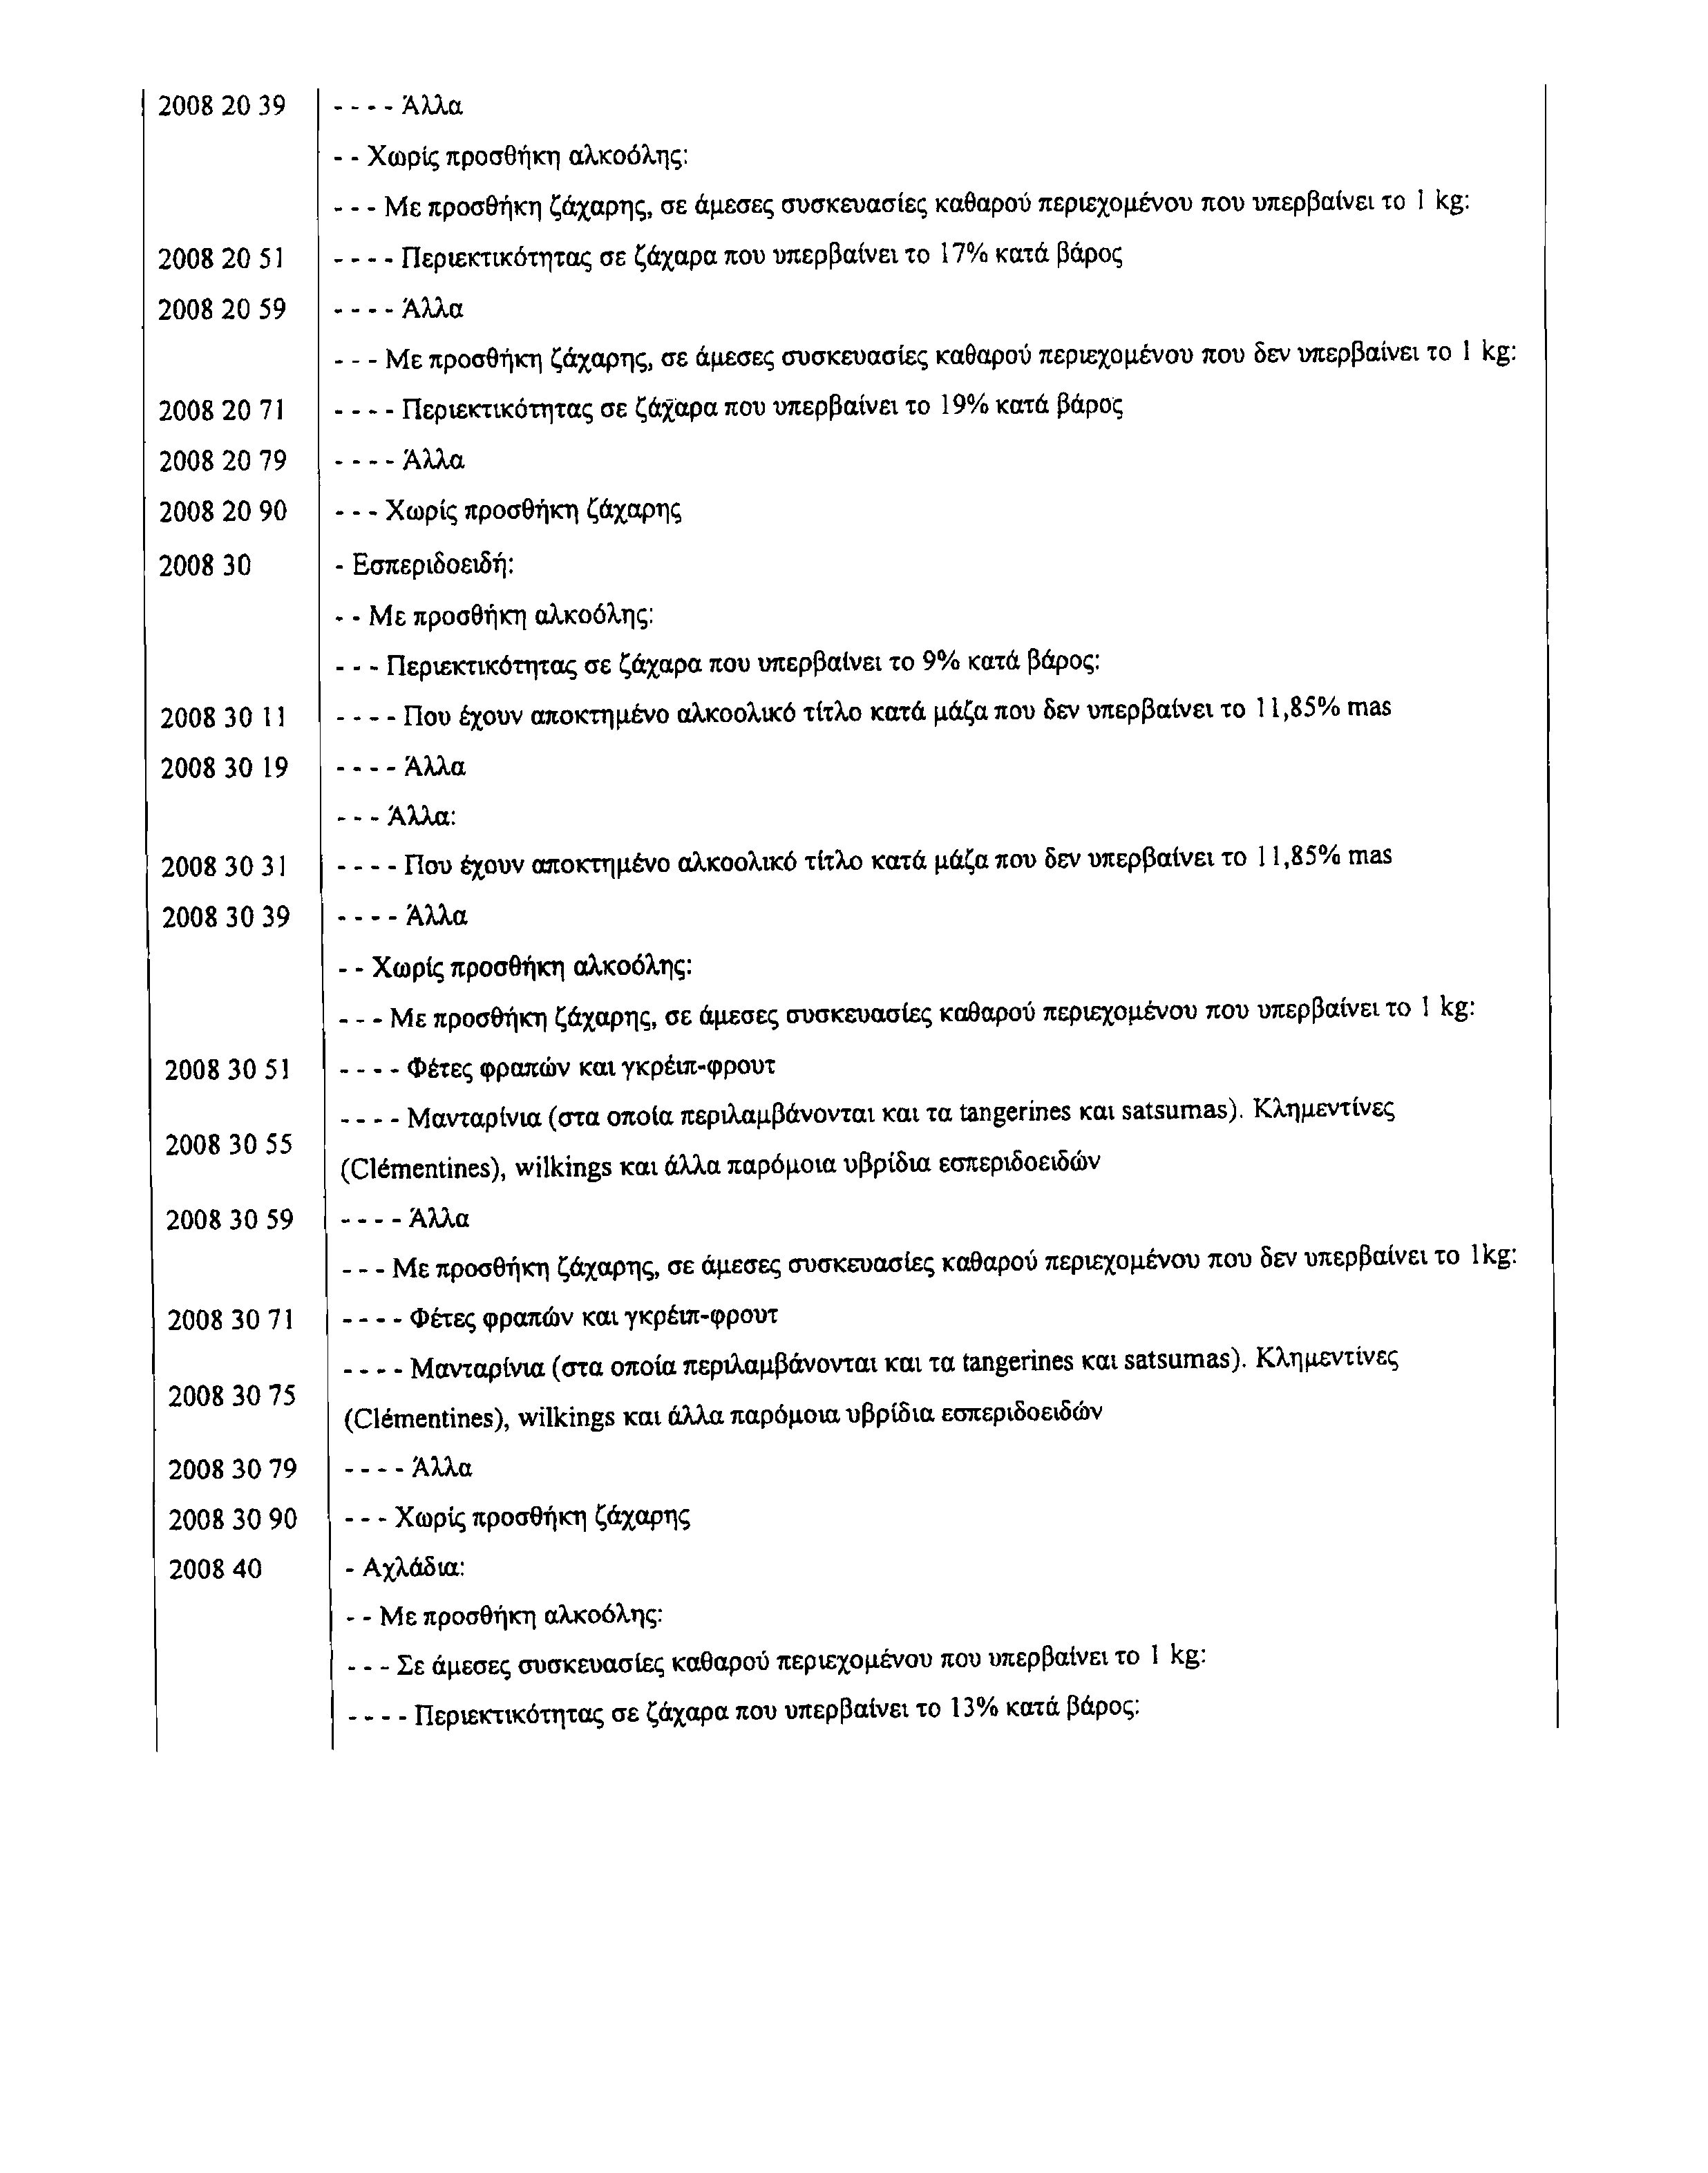 2008 20 39 - - - - Άλλα
- - Χωρίς προσθήκη αλκοόλης:
- - - Με προσθήκη ζάχαρης, σε άμεσες συσκευασίες καθαρού περιεχομένου που υπερβαίνει το 1 kg:
2008 20 51 - - - - Περιεκτικότητας σε ζάχαρα που υπερβαίνει το 17% κατά βάρος
2008 20 59 - - - - Άλλα
- - - Με προσθήκη ζάχαρης, σε άμεσες συσκευασίες καθαρού περιεχομένου που δεν υπερβαίνει το 1 kg:
2008 20 71 - - - - Περιεκτικότητας σε ζάχαρα που υπερβαίνει το 19% κατά βάρος
2008 20 79 - - - - Άλλα
2008 20 90 - - - Χωρίς προσθήκη ζάχαρης
2008 30 - Εσπεριδοειδή:
- - Με προσθήκη αλκοόλης:
- - - Περιεκτικότητας σε ζάχαρα που υπερβαίνει το 9% κατά βάρος:
2008 30 11 - - - - Που έχουν αποκτημένο αλκοολικό τίτλο κατά μάζα που δεν υπερβαίνει το 11,85% mas
2008 30 19 - - - - Άλλα
- - - Άλλα:
2008 30 31 - - - - Που έχουν αποκτημένο αλκοολικό τίτλο κατά μάζα που δεν υπερβαίνει το 11,85% mas
2008 30 39 - - - - Άλλα
- - Χωρίς προσθήκη αλκοόλης:
- - - Με προσθήκη ζάχαρης, σε άμεσες συσκευασίες καθαρού περιεχομένου που υπερβαίνει το 1 kg:
2008 30 51 - - - - Φέτες φραπών και γκρέιπ-φρουτ
- - - - Μανταρίνια (στα οποία περιλαμβάνονται και τα tangerines και satsumas). Κλημεντίνες
2008 30 55
(Clémentines), wilkings και άλλα παρόμοια υβρίδια εσπεριδοειδών
2008 30 59 - - - - Άλλα
- - - Με προσθήκη ζάχαρης, σε άμεσες συσκευασίες καθαρού περιεχομένου που δεν υπερβαίνει το 1kg:
2008 30 71 - - - - Φέτες φραπών και γκρέιπ-φρουτ
- - - - Μανταρίνια (στα οποία περιλαμβάνονται και τα tangerines και satsumas). Κλημεντίνες
2008 30 75
(Clémentines), wilkings και άλλα παρόμοια υβρίδια εσπεριδοειδών
2008 30 79 - - - - Άλλα
2008 30 90 - - - Χωρίς προσθήκη ζάχαρης
2008 40 - Αχλάδια:
- - Με προσθήκη αλκοόλης:
- - - Σε άμεσες συσκευασίες καθαρού περιεχομένου που υπερβαίνει το 1 kg:
- - - - Περιεκτικότητας σε ζάχαρα που υπερβαίνει το 13% κατά βάρος: